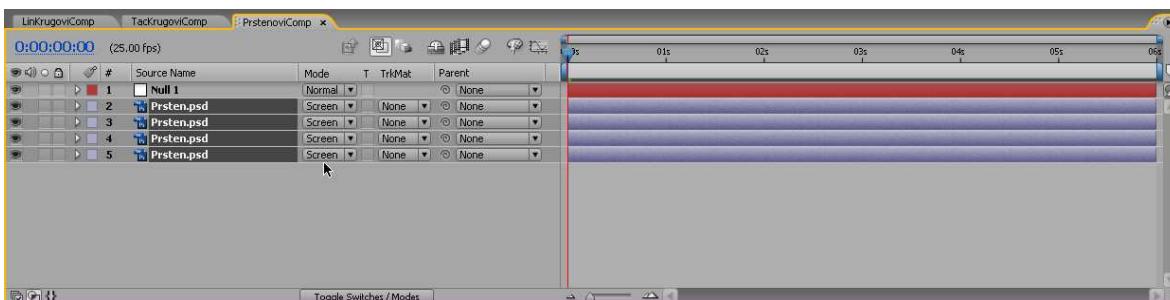 LinKrugoviComp TacKrugoviComp PrstenoviComp ×
0:00:00:00 (25.00 fps)
01s 02s 03s 04s 05s 06s
# Source Name Mode T TrkMat Parent
1 Null 1 Normal None
2 Prsten.psd Screen None None
3 Prsten.psd Screen None None
4 Prsten.psd Screen None None
5 Prsten.psd Screen None None
Toggle Switches / Modes